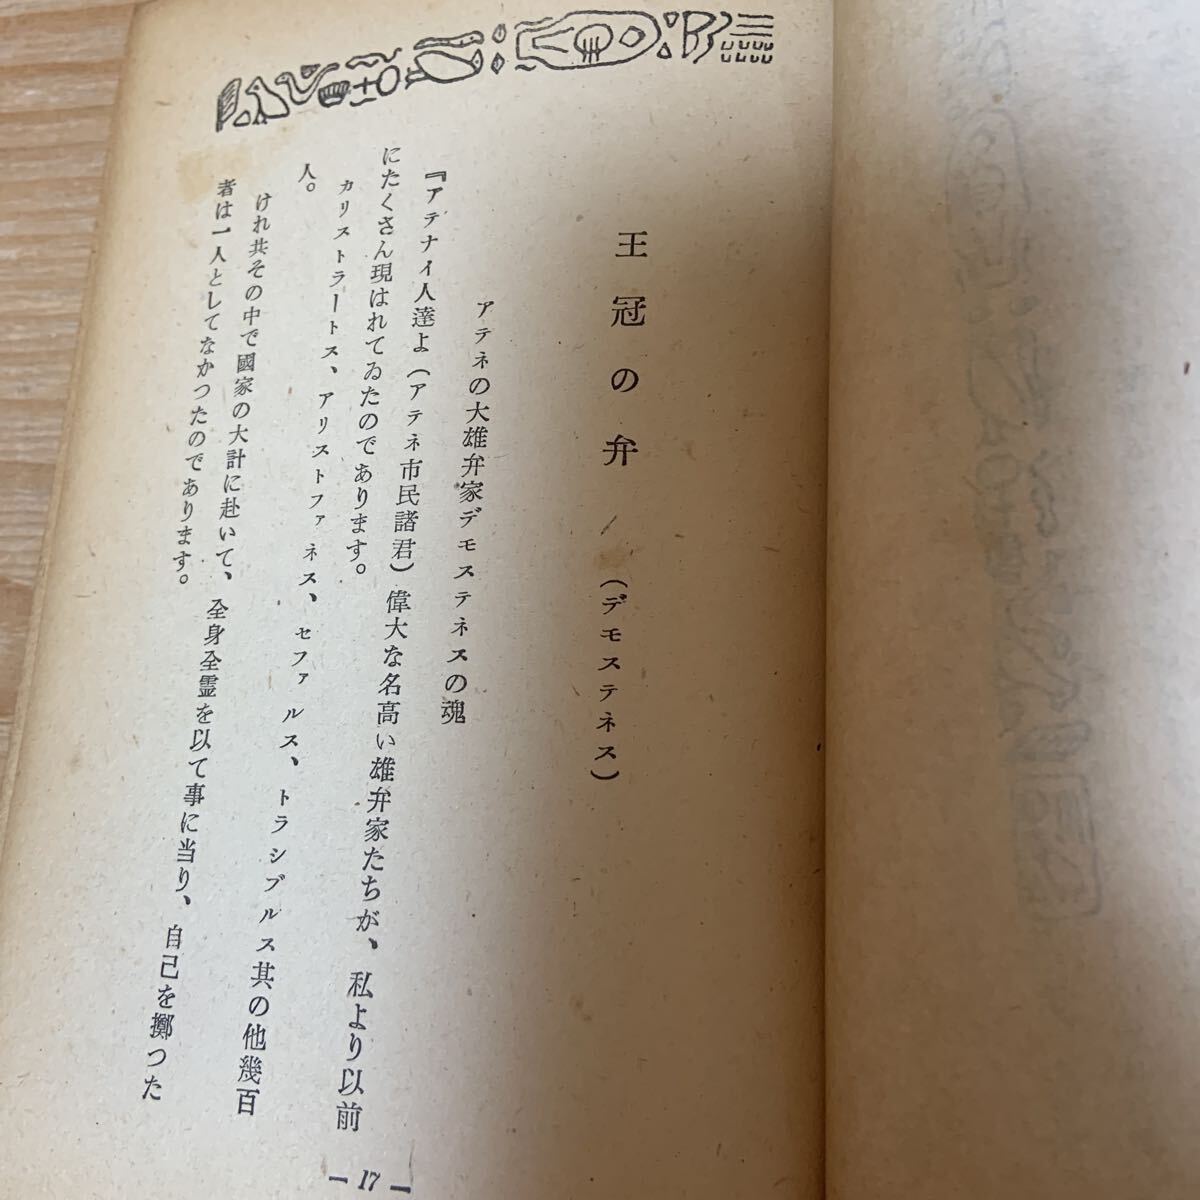 王冠の弁 (デモステネス)
アテネの大雄弁家デモステネスの魂
『アテナイ人達よ(アテネ市民諸君)偉大な名高い雄弁家たちが、私より以前
にたくさん現はれてゐたのであります。
カリストラートス、アリストファネス、セファルス、トラシブルス其の他幾百
人。
けれ共その中で國家の大計に赴いて、全身全霊を以て事に当り、自己を擲つた
者は一人としてなかつたのであります。
— 17 —